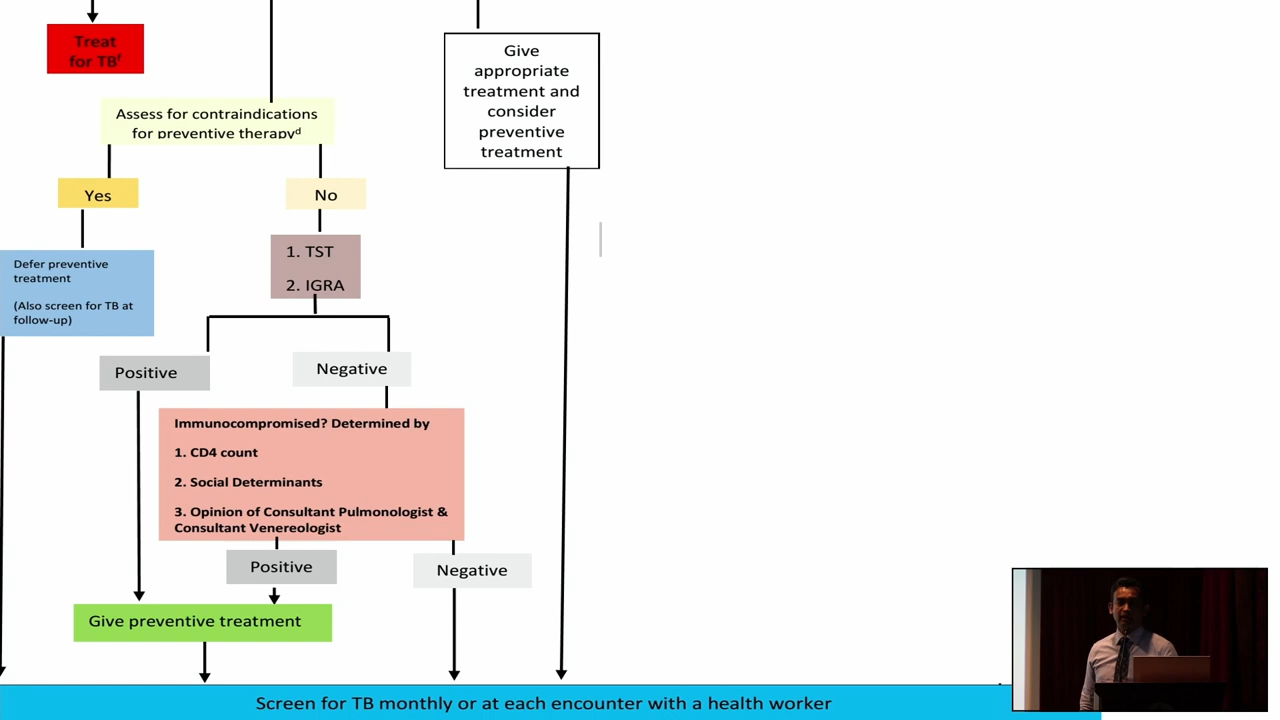 Treat
for TBᶠ
Give
appropriate
treatment and
consider
preventive
treatment
Assess for contraindications
for preventive therapyᵈ
Yes
No
1. TST
2. IGRA
Defer preventive
treatment
(Also screen for TB at
follow-up)
Positive
Negative
Immunocompromised? Determined by
1. CD4 count
2. Social Determinants
3. Opinion of Consultant Pulmonologist &
Consultant Venereologist
Positive
Negative
Give preventive treatment
Screen for TB monthly or at each encounter with a health worker